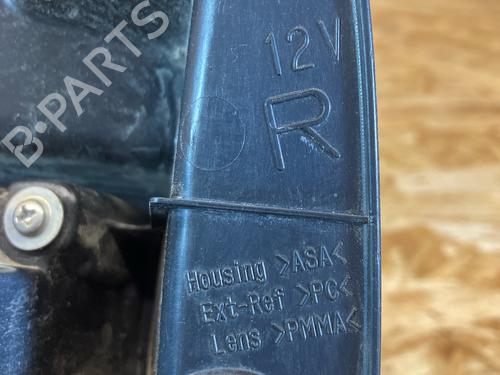 B-PARTS
12V
R
Housing >ASA<
Ext-Ref >PC<
Lens >PMMA<